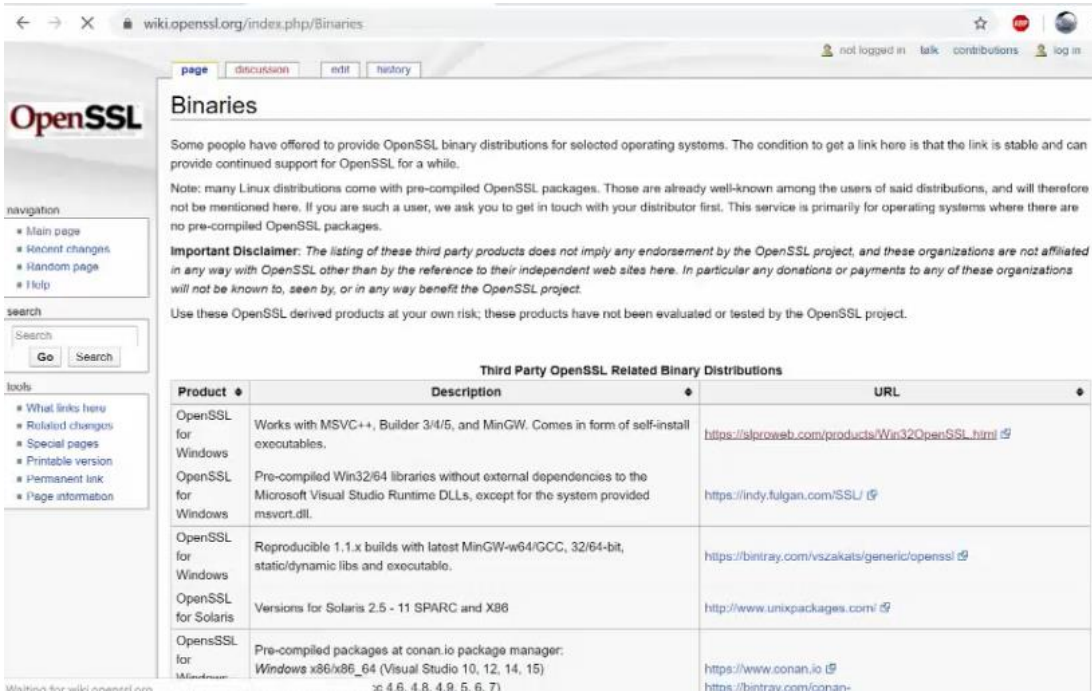 wiki.openssl.org/index.php/Binaries
ABP
not logged in talk contributions log in
page discussion edit history
OpenSSL
Binaries
Some people have offered to provide OpenSSL binary distributions for selected operating systems. The condition to get a link here is that the link is stable and can
provide continued support for OpenSSL for a while.
Note: many Linux distributions come with pre-compiled OpenSSL packages. Those are already well-known among the users of said distributions, and will therefore
not be mentioned here. If you are such a user, we ask you to get in touch with your distributor first. This service is primarily for operating systems where there are
no pre-compiled OpenSSL packages.
Important Disclaimer: The listing of these third party products does not imply any endorsement by the OpenSSL project, and these organizations are not affiliated
in any way with OpenSSL other than by the reference to their independent web sites here. In particular any donations or payments to any of these organizations
will not be known to, seen by, or in any way benefit the OpenSSL project.
Use these OpenSSL derived products at your own risk; these products have not been evaluated or tested by the OpenSSL project.
navigation
Main page
Recent changes
Random page
Help
search
Search
Go Search
tools
What links here
Related changes
Special pages
Printable version
Permanent link
Page information
Third Party OpenSSL Related Binary Distributions
Product Description URL
OpenSSL
for
Windows
Works with MSVC++, Builder 3/4/5, and MinGW. Comes in form of self-install
executables.
https://slproweb.com/products/Win32OpenSSL.html
OpenSSL
for
Windows
Pre-compiled Win32/64 libraries without external dependencies to the
Microsoft Visual Studio Runtime DLLs, except for the system provided
msvcrt.dll.
https://indy.fulgan.com/SSL/
OpenSSL
for
Windows
Reproducible 1.1.x builds with latest MinGW-w64/GCC, 32/64-bit,
static/dynamic libs and executable.
https://bintray.com/vszakats/generic/openssl
OpenSSL
for Solaris
Versions for Solaris 2.5 - 11 SPARC and X86
http://www.unixpackages.com/
OpensSSL
for
Windows
Pre-compiled packages at conan.io package manager:
Windows x86/x86_64 (Visual Studio 10, 12, 14, 15)
4.6, 4.8, 4.9, 5, 6, 7)
https://www.conan.io
https://bintray.com/conan-
Waiting for wiki.openssl.org